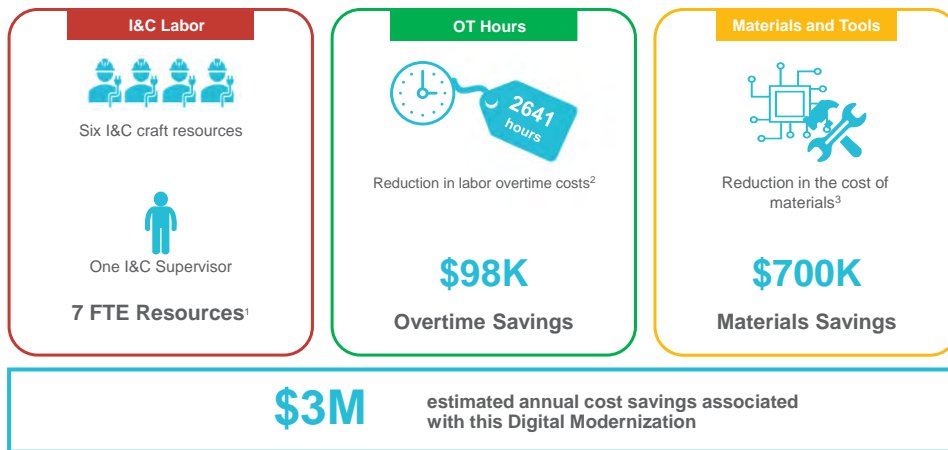 I&C Labor
Six I&C craft resources
One I&C Supervisor
7 FTE Resources¹
OT Hours
2641
hours
Reduction in labor overtime costs²
$98K
Overtime Savings
Materials and Tools
Reduction in the cost of
materials³
$700K
Materials Savings
$3M
estimated annual cost savings associated
with this Digital Modernization